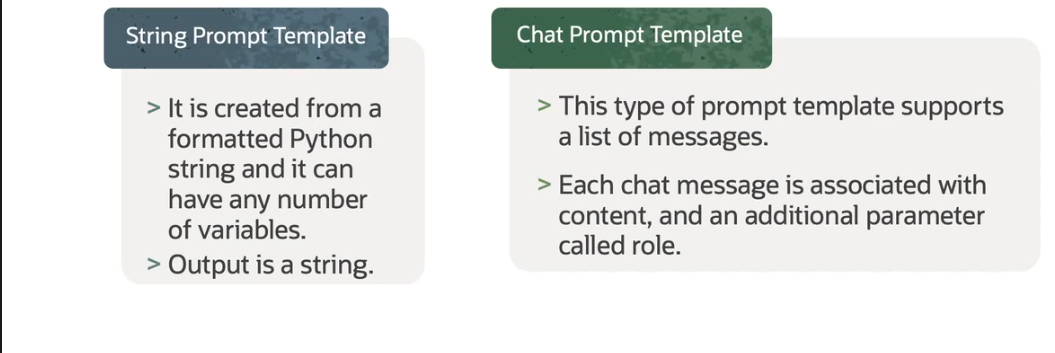 String Prompt Template
> It is created from a
formatted Python
string and it can
have any number
of variables.
> Output is a string.
Chat Prompt Template
> This type of prompt template supports
a list of messages.
> Each chat message is associated with
content, and an additional parameter
called role.